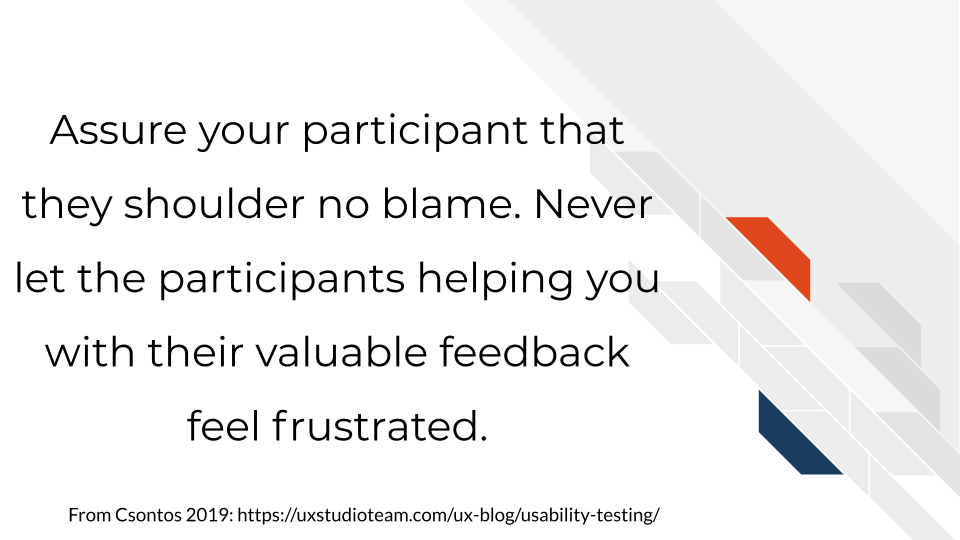 Assure your participant that
they shoulder no blame. Never
let the participants helping you
with their valuable feedback
feel frustrated.
From Csontos 2019: https://uxstudioteam.com/ux-blog/usability-testing/